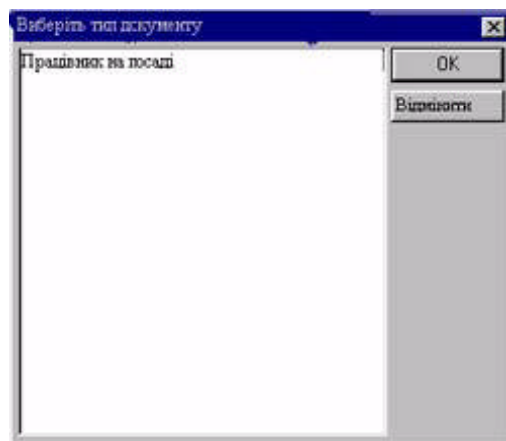 Виберіть тип документу
Працівник на посаді
OK
Відмінити